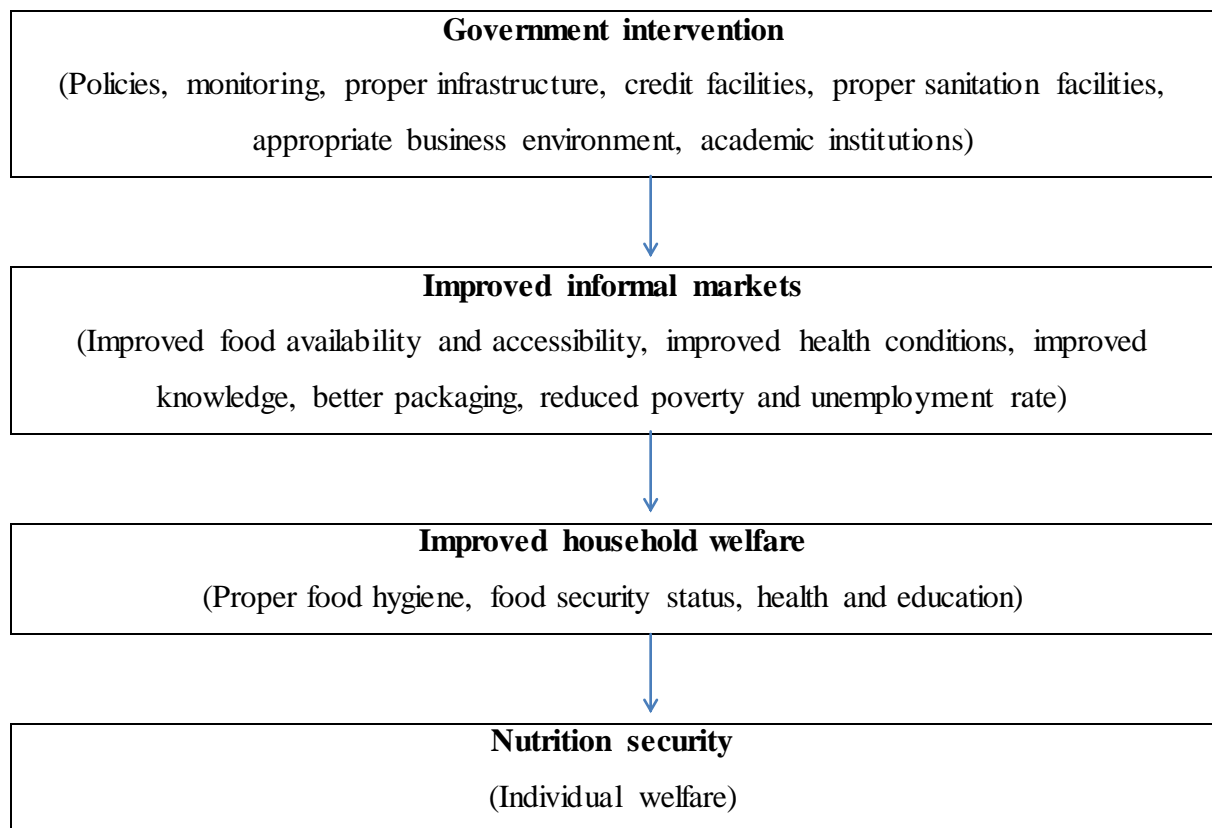 Government intervention
(Policies, monitoring, proper infrastructure, credit facilities, proper sanitation facilities,
appropriate business environment, academic institutions)
Improved informal markets
(Improved food availability and accessibility, improved health conditions, improved
knowledge, better packaging, reduced poverty and unemployment rate)
Improved household welfare
(Proper food hygiene, food security status, health and education)
Nutrition security
(Individual welfare)